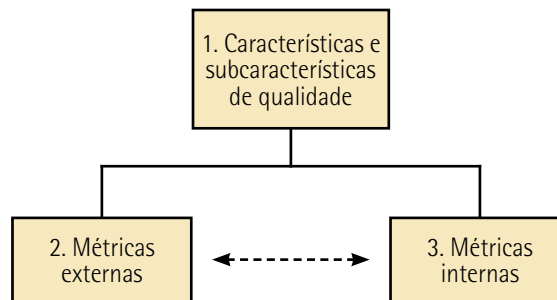 1. Características e
subcaracterísticas
de qualidade
2. Métricas
externas
3. Métricas
internas